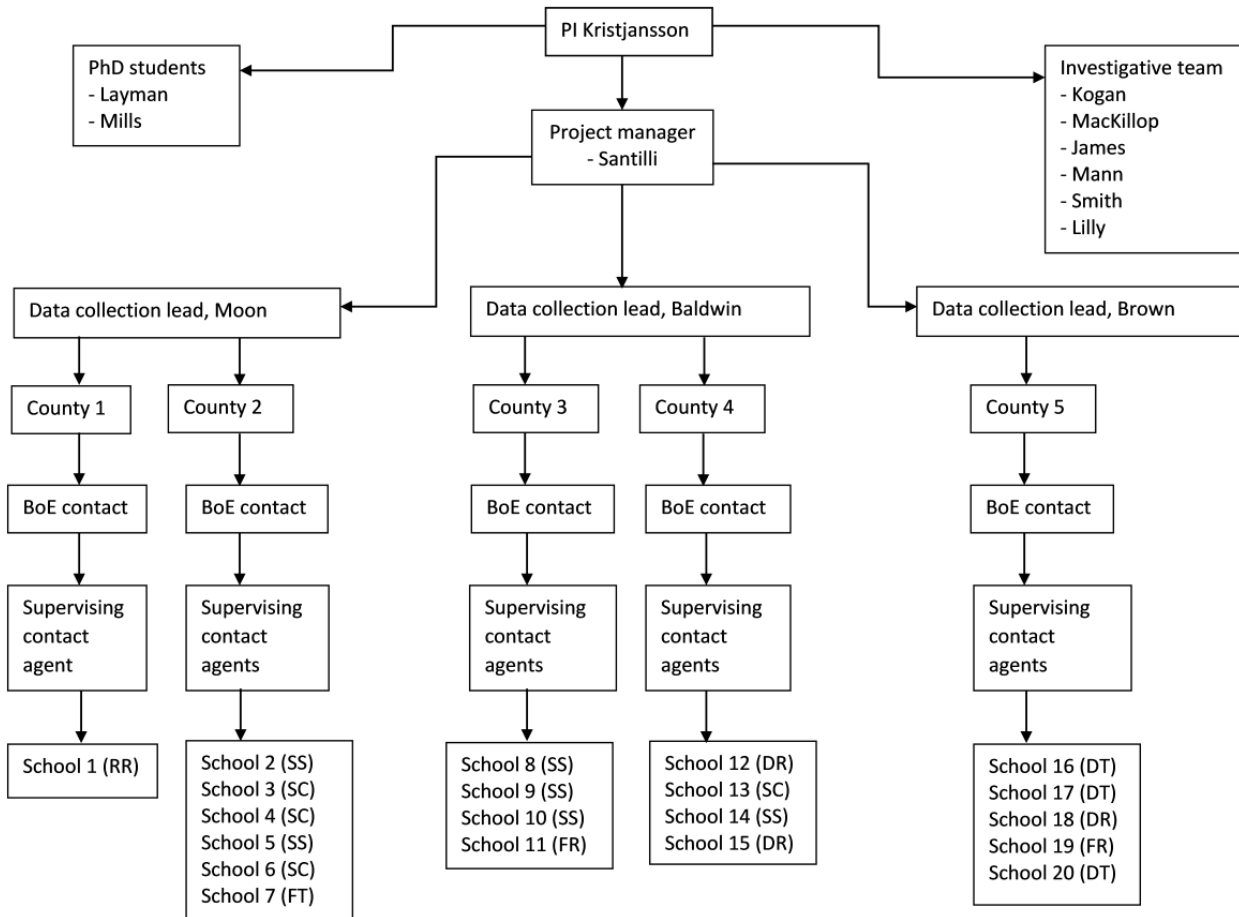 PI Kristjansson
PhD students
- Layman
- Mills
Investigative team
- Kogan
- MacKillop
- James
- Mann
- Smith
- Lilly
Project manager
- Santilli
Data collection lead, Moon
Data collection lead, Baldwin
Data collection lead, Brown
County 1
County 2
County 3
County 4
County 5
BoE contact
BoE contact
BoE contact
BoE contact
BoE contact
Supervising
contact
agent
Supervising
contact
agents
Supervising
contact
agents
Supervising
contact
agents
Supervising
contact
agents
School 1 (RR)
School 2 (SS)
School 3 (SC)
School 4 (SC)
School 5 (SS)
School 6 (SC)
School 7 (FT)
School 8 (SS)
School 9 (SS)
School 10 (SS)
School 11 (FR)
School 12 (DR)
School 13 (SC)
School 14 (SS)
School 15 (DR)
School 16 (DT)
School 17 (DT)
School 18 (DR)
School 19 (FR)
School 20 (DT)